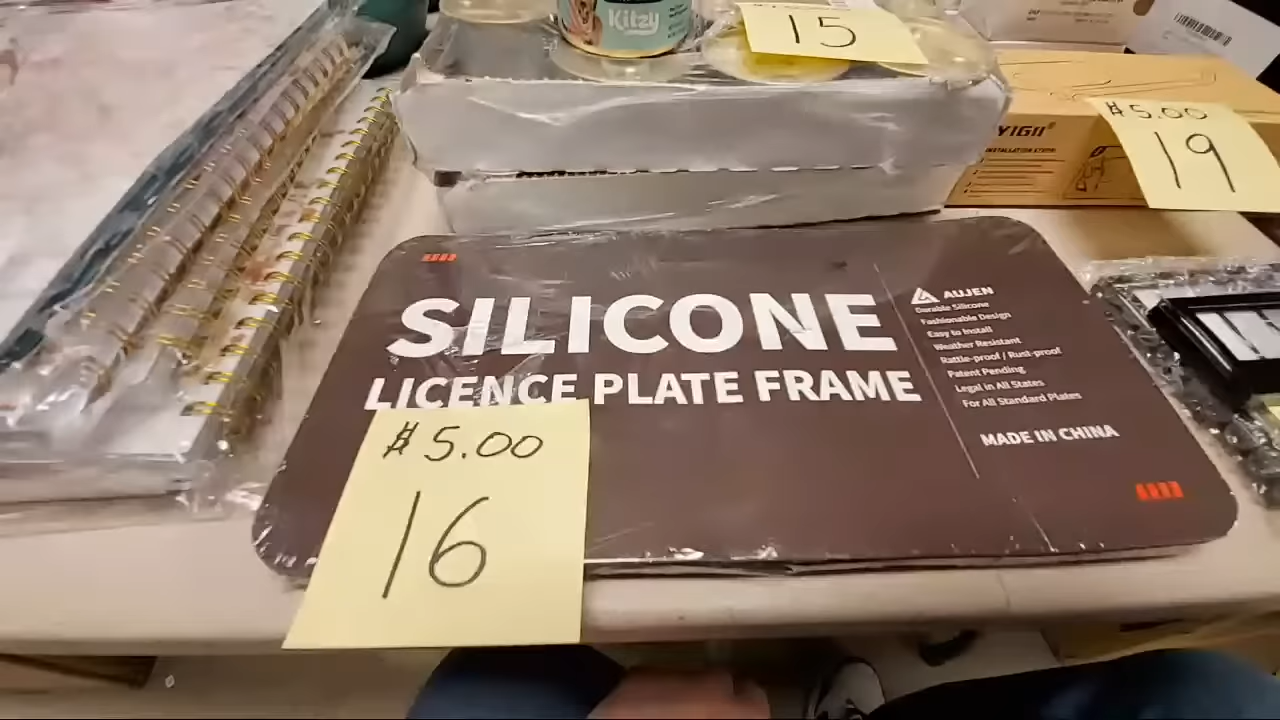 Kitzy
15
$5.00
19
YIGII®
INSTALLATION STEPS:
SILICONE
LICENCE PLATE FRAME
AUJEN
Durable Silicone
Fashionable Design
Easy to Install
Weather Resistant
Rattle-proof / Rust-proof
Patent Pending
Legal in All States
For All Standard Plates
MADE IN CHINA
$5.00
16